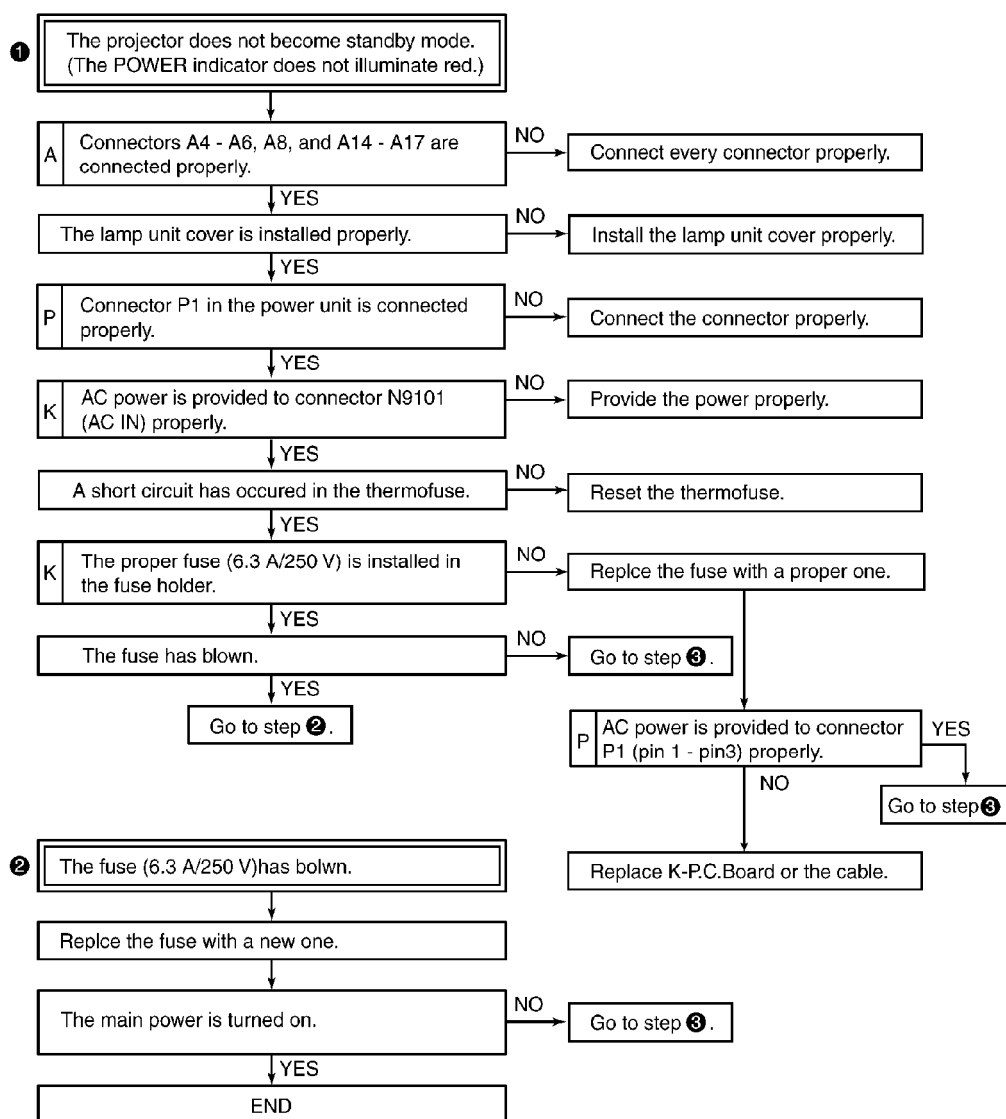 ❶
The projector does not become standby mode.
(The POWER indicator does not illuminate red.)
A
Connectors A4 - A6, A8, and A14 - A17 are
connected properly.
NO
Connect every connector properly.
YES
The lamp unit cover is installed properly.
NO
Install the lamp unit cover properly.
YES
P
Connector P1 in the power unit is connected
properly.
NO
Connect the connector properly.
YES
K
AC power is provided to connector N9101
(AC IN) properly.
NO
Provide the power properly.
YES
A short circuit has occured in the thermofuse.
NO
Reset the thermofuse.
YES
K
The proper fuse (6.3 A/250 V) is installed in
the fuse holder.
NO
Replce the fuse with a proper one.
YES
The fuse has blown.
NO
Go to step ❸.
YES
Go to step ❷.
P
AC power is provided to connector
P1 (pin 1 - pin3) properly.
YES
Go to step❸
NO
Replace K-P.C.Board or the cable.
❷
The fuse (6.3 A/250 V)has bolwn.
Replce the fuse with a new one.
The main power is turned on.
NO
Go to step ❸.
YES
END